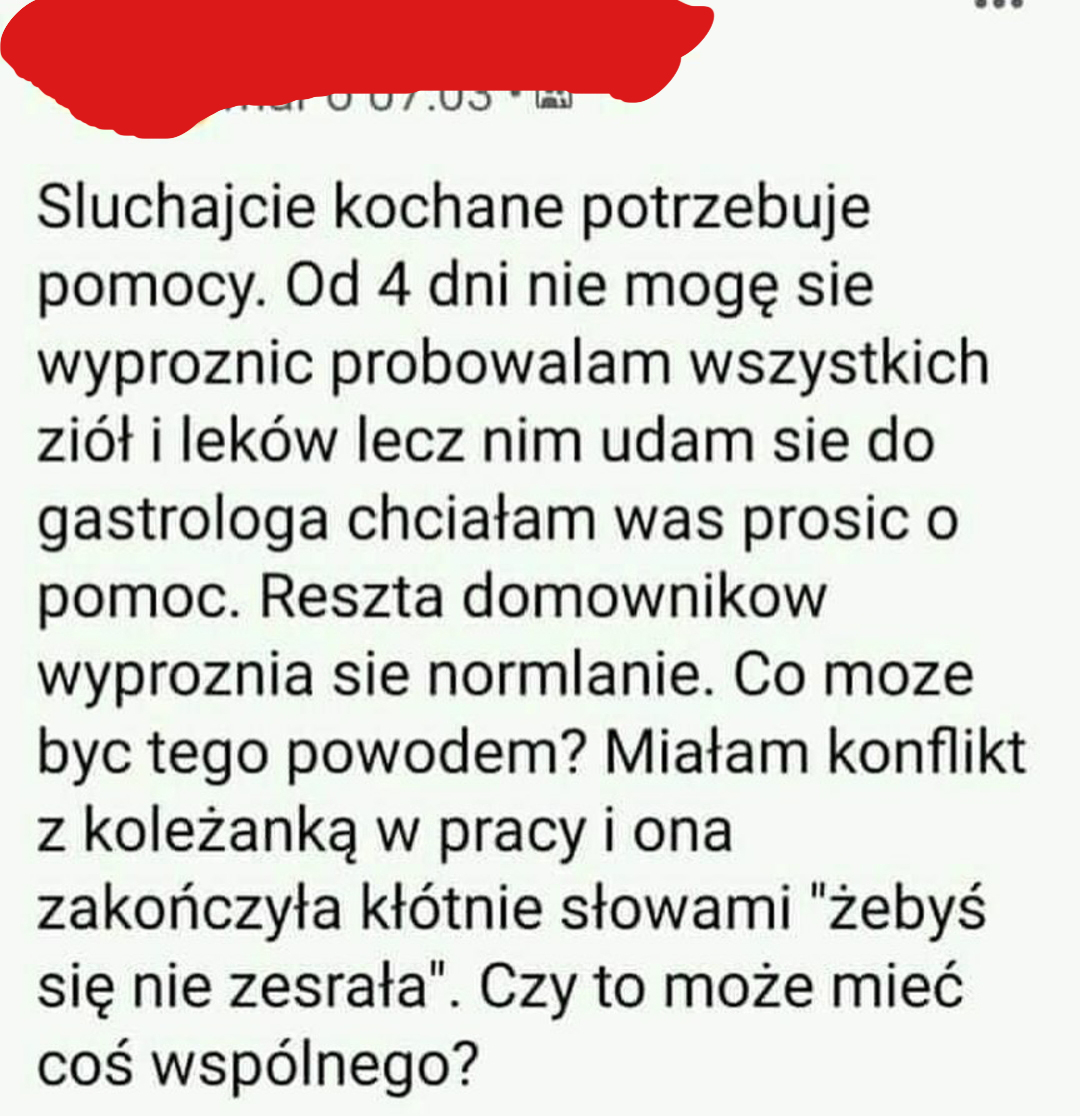 Sluchajcie kochane potrzebuje
pomocy. Od 4 dni nie mogę sie
wyproznic probowalam wszystkich
ziół i leków lecz nim udam sie do
gastrologa chciałam was prosic o
pomoc. Reszta domownikow
wyproznia sie normlanie. Co moze
byc tego powodem? Miałam konflikt
z koleżanką w pracy i ona
zakończyła kłótnie słowami "żebyś
się nie zesrała". Czy to może mieć
coś wspólnego?